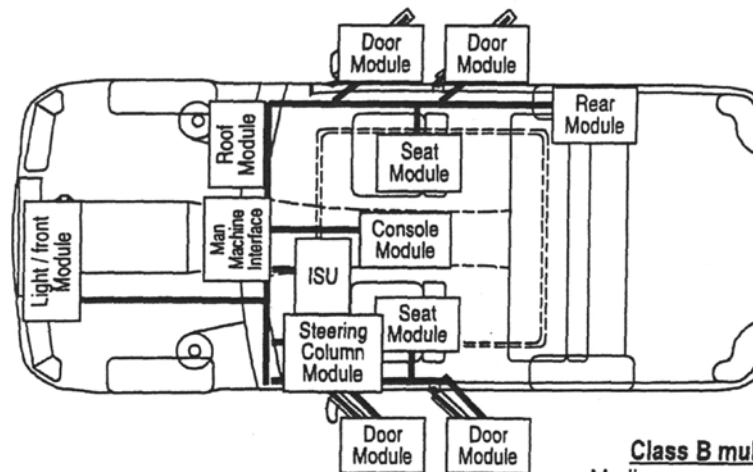 Door
Module
Door
Module
Rear
Module
Roof
Module
Seat
Module
Man
Machine
Interface
Console
Module
Light / front
Module
ISU
Seat
Module
Steering
Column
Module
Door
Module
Door
Module
Class B